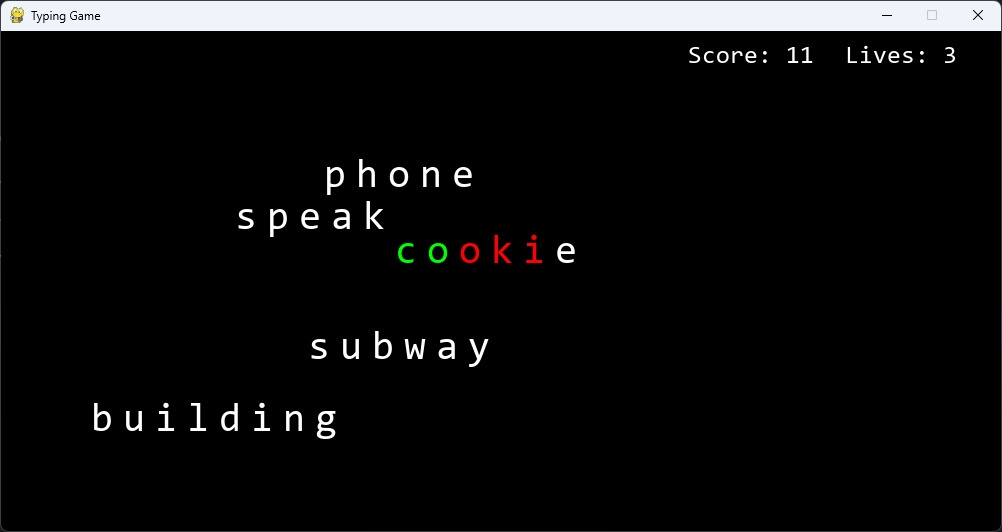 Typing Game
Score: 11 Lives: 3
phone
speak
cookie
subway
building